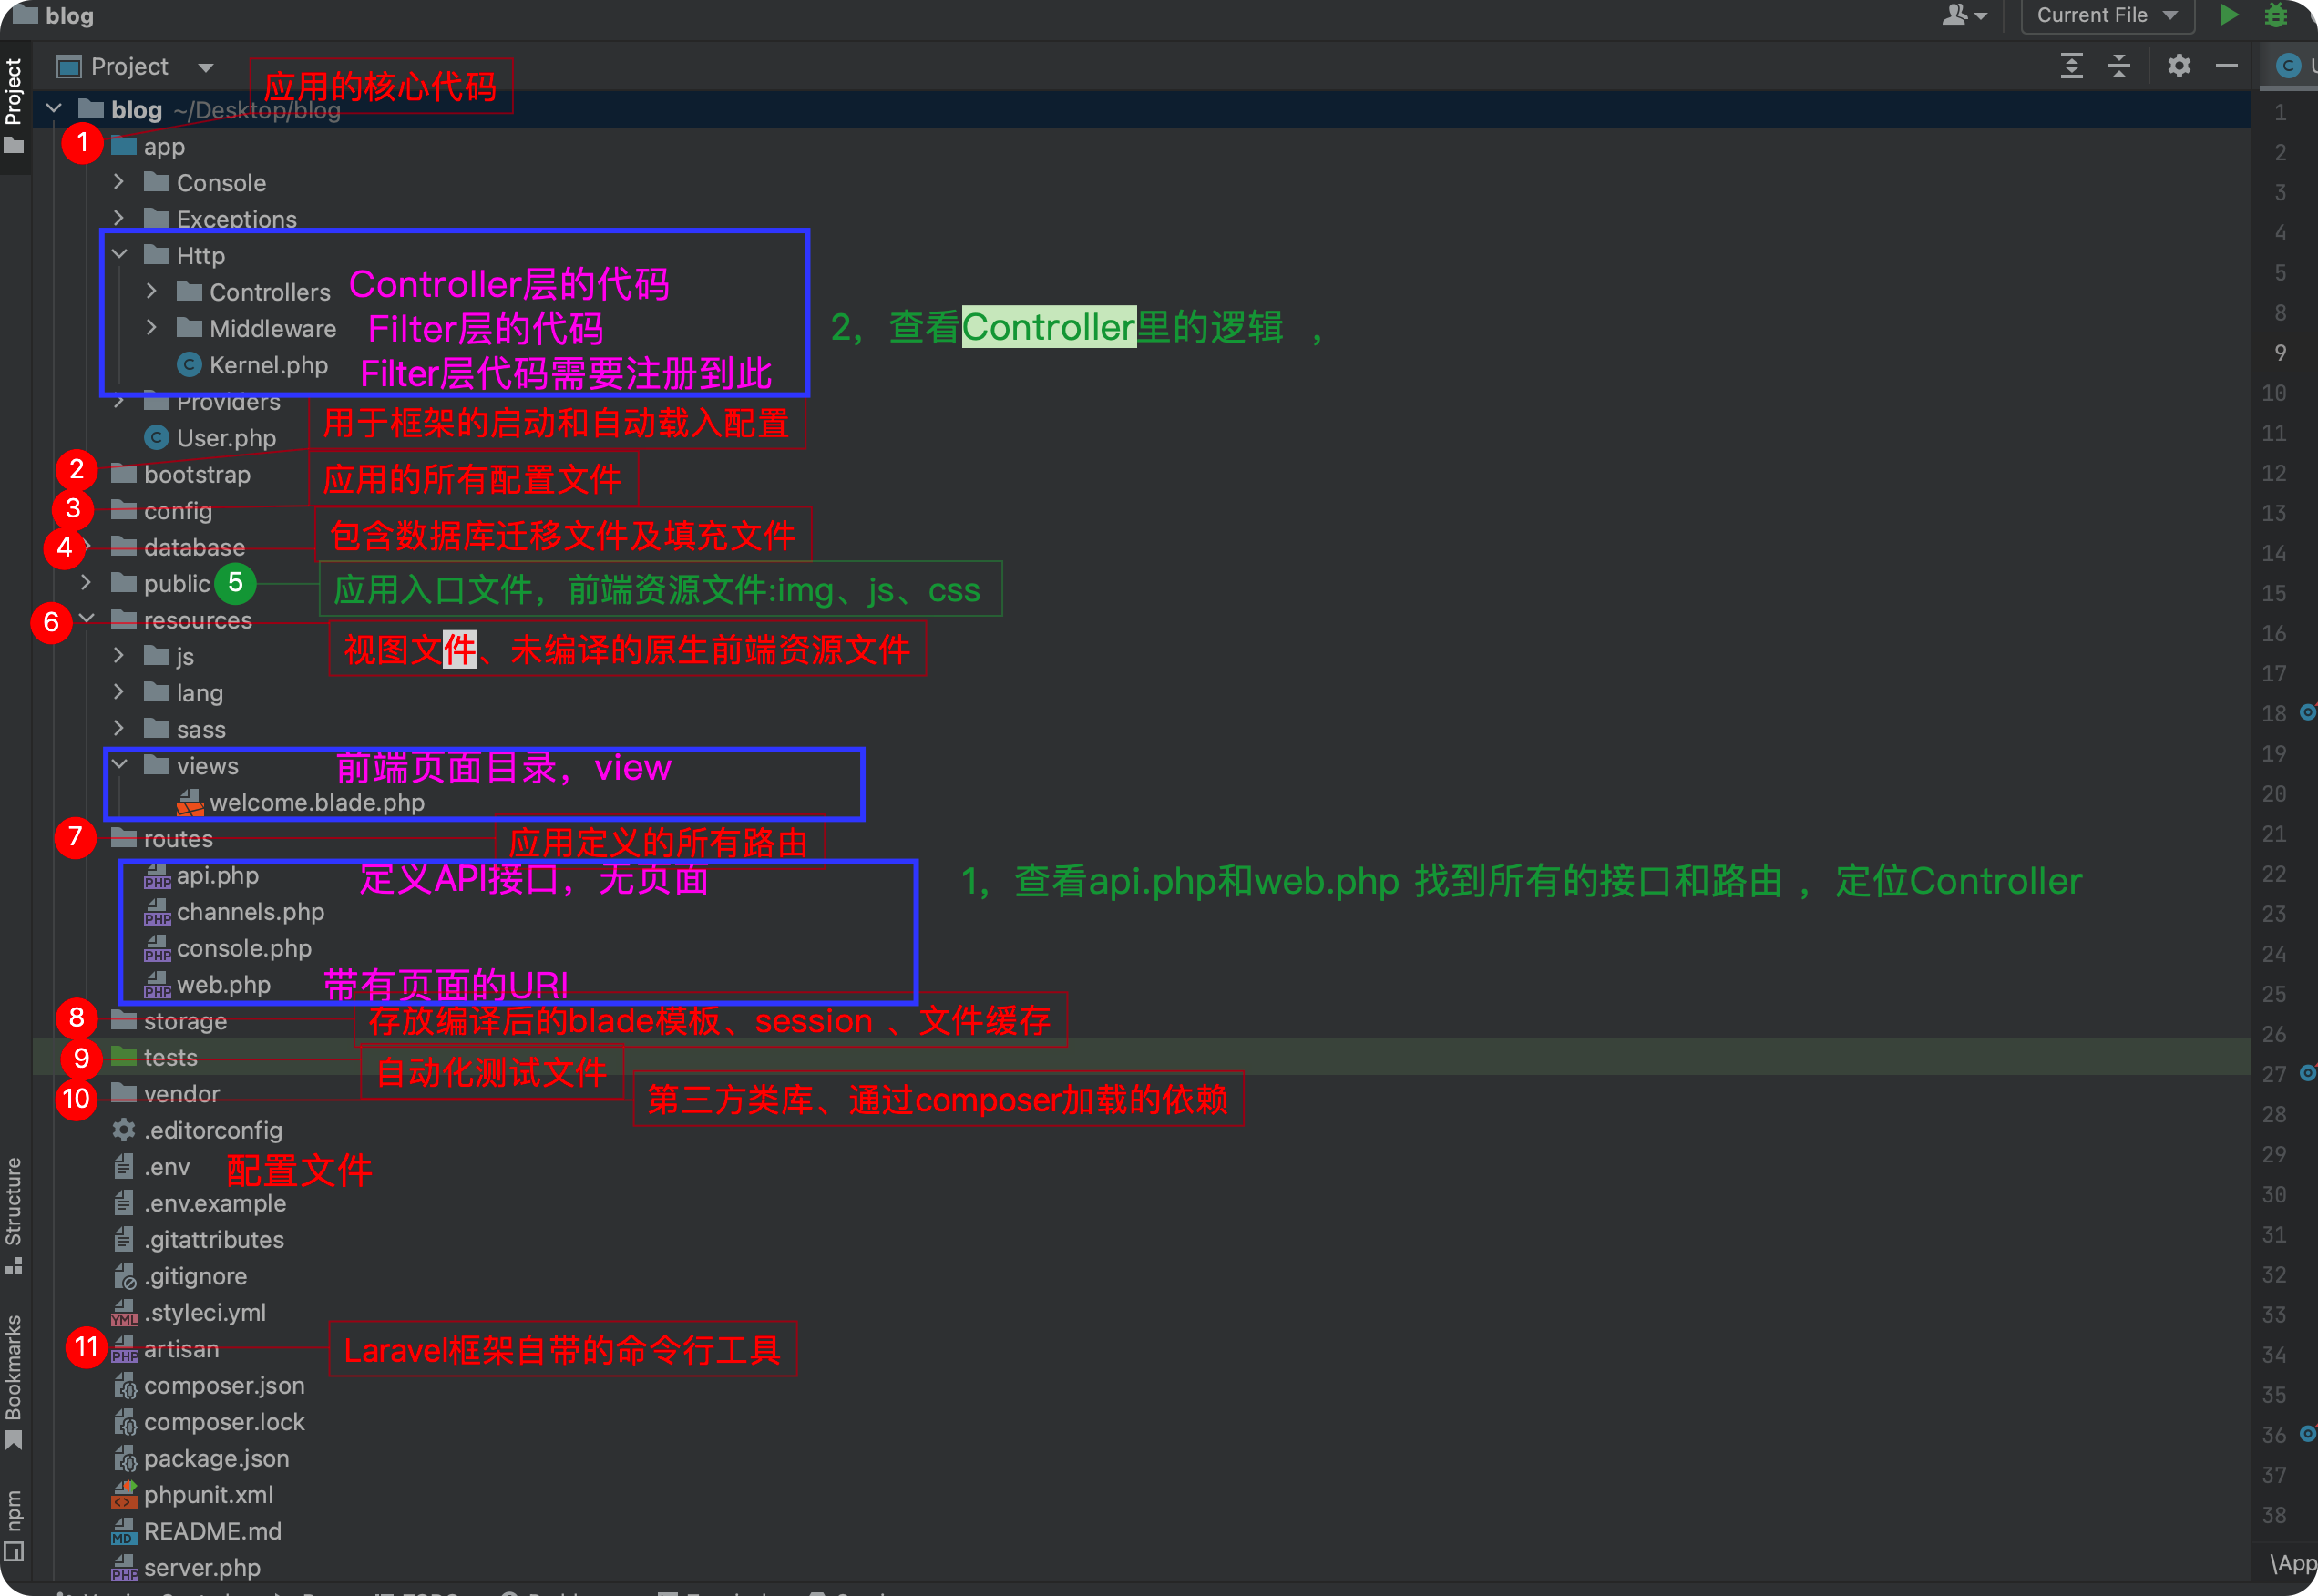 blog
Current File
Project
Project
应用的核心代码
blog ~/Desktop/blog
1 app
Console
Exceptions
Http
Controllers Controller层的代码
Middleware Filter层的代码
2，查看Controller里的逻辑 ，
Kernel.php Filter层代码需要注册到此
Providers
用于框架的启动和自动载入配置
User.php
2 bootstrap
应用的所有配置文件
3 config
包含数据库迁移文件及填充文件
4 database
public 5 应用入口文件，前端资源文件:img、js、css
6 resources
视图文件、未编译的原生前端资源文件
js
lang
sass
views 前端页面目录，view
welcome.blade.php
7 routes 应用定义的所有路由
api.php 定义API接口，无页面
1，查看api.php和web.php 找到所有的接口和路由 ，定位Controller
channels.php
console.php
web.php 带有页面的URI
8 storage 存放编译后的blade模板、session 、文件缓存
9 tests 自动化测试文件
10 vendor 第三方类库、通过composer加载的依赖
.editorconfig
.env 配置文件
.env.example
.gitattributes
.gitignore
.styleci.yml
11 artisan Laravel框架自带的命令行工具
composer.json
composer.lock
package.json
phpunit.xml
README.md
server.php
Structure
Bookmarks
npm
1
2
3
4
5
8
9
10
11
12
13
14
15
16
17
18
19
20
21
22
23
24
25
26
27
28
29
30
31
32
33
34
35
36
37
38
\App